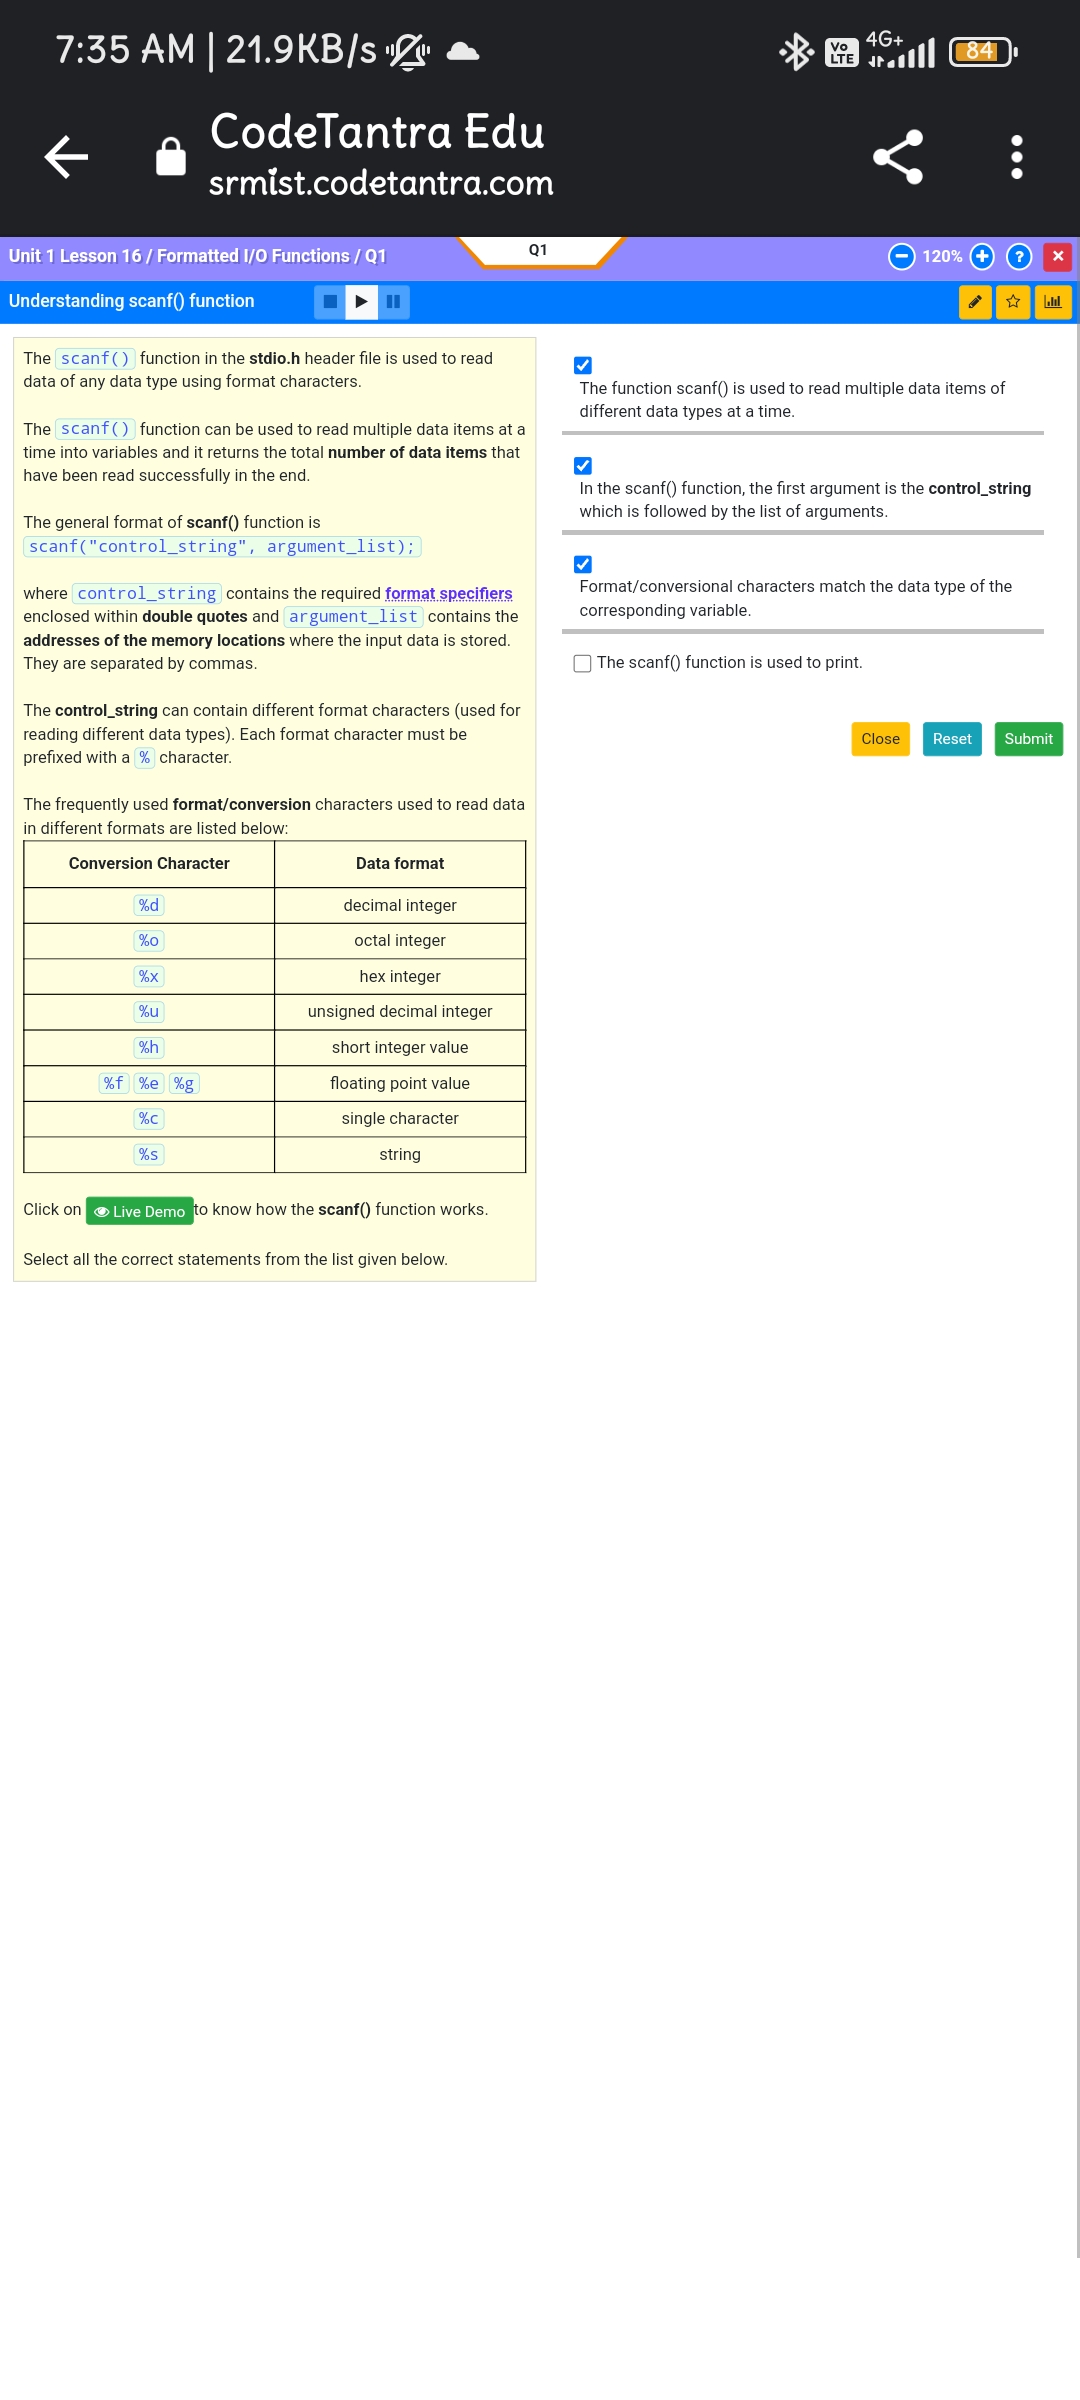 7:35 AM | 21.9KB/s
Vo LTE 4G+ 84
CodeTantra Edu
srmist.codetantra.com
Unit 1 Lesson 16 / Formatted I/O Functions / Q1
Q1
120%
?
Understanding scanf() function
The scanf() function in the stdio.h header file is used to read
data of any data type using format characters.
The scanf() function can be used to read multiple data items at a
time into variables and it returns the total number of data items that
have been read successfully in the end.
The general format of scanf() function is
scanf("control_string", argument_list);
where control_string contains the required format specifiers
enclosed within double quotes and argument_list contains the
addresses of the memory locations where the input data is stored.
They are separated by commas.
The control_string can contain different format characters (used for
reading different data types). Each format character must be
prefixed with a % character.
The frequently used format/conversion characters used to read data
in different formats are listed below:
Conversion Character Data format
%d decimal integer
%o octal integer
%x hex integer
%u unsigned decimal integer
%h short integer value
%f %e %g floating point value
%c single character
%s string
Click on Live Demo to know how the scanf() function works.
Select all the correct statements from the list given below.
The function scanf() is used to read multiple data items of
different data types at a time.
In the scanf() function, the first argument is the control_string
which is followed by the list of arguments.
Format/conversional characters match the data type of the
corresponding variable.
The scanf() function is used to print.
Close Reset Submit